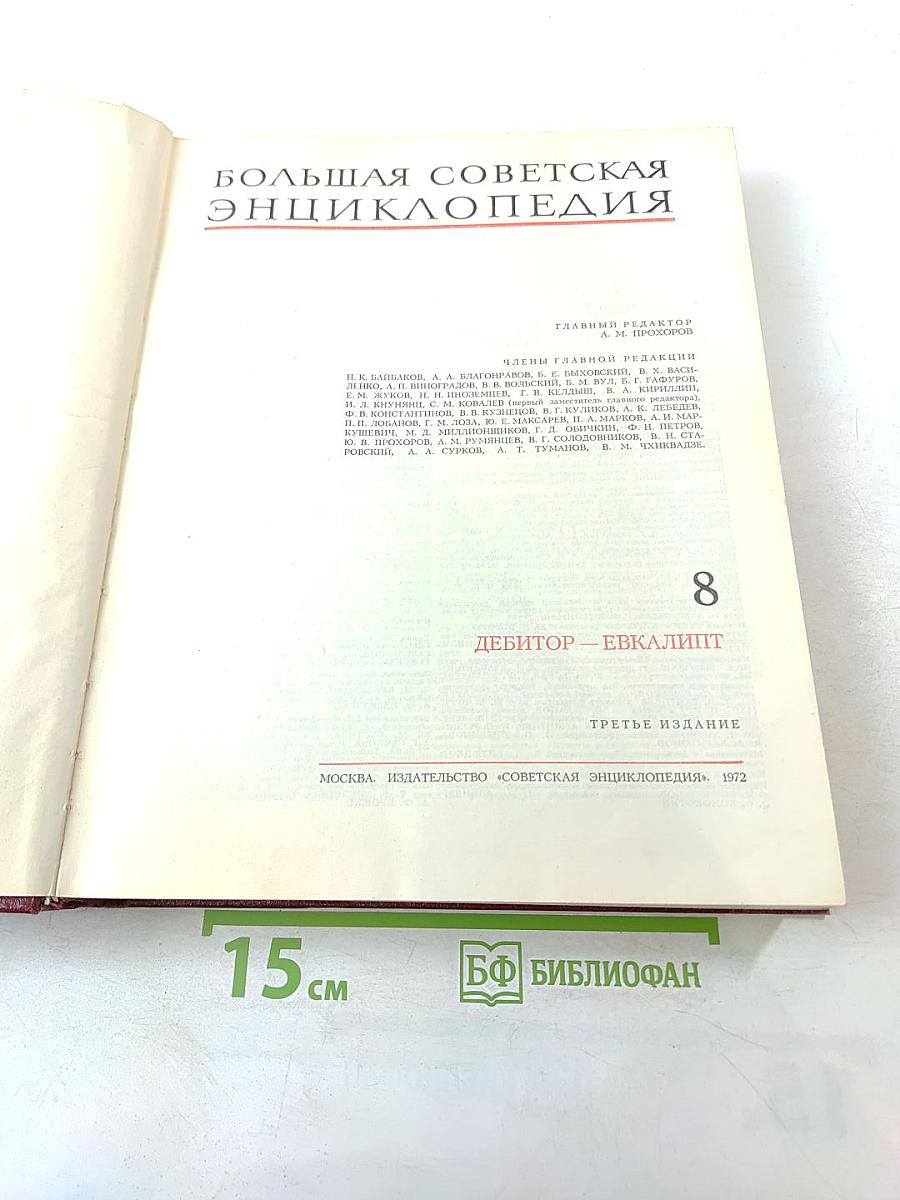 БОЛЬШАЯ СОВЕТСКАЯ
ЭНЦИКЛОПЕДИЯ
ГЛАВНЫЙ РЕДАКТОР
А. М. ПРОХОРОВ
ЧЛЕНЫ ГЛАВНОЙ РЕДАКЦИИ
Н. К. БАЙБАКОВ, А. А. БЛАГОНРАВОВ, Б. Е. БЫХОВСКИЙ, В. Х. ВАСИ-
ЛЕНКО, А. П. ВИНОГРАДОВ, В. В. ВОЛЬСКИЙ, Б. М. ВУЛ, Б. Г. ГАФУРОВ,
Е. М. ЖУКОВ, Н. Н. ИНОЗЕМЦЕВ, Г. В. КЕЛДЫШ, В. А. КИРИЛЛИН,
И. Л. КНУНЯНЦ, С. М. КОВАЛЕВ (первый заместитель главного редактора),
Ф. В. КОНСТАНТИНОВ, В. В. КУЗНЕЦОВ, В. Г. КУЛИКОВ, А. К. ЛЕБЕДЕВ,
П. П. ЛОБАНОВ, Г. М. ЛОЗА, Ю. Е. МАКСАРЕВ, П. А. МАРКОВ, А. И. МАР-
КУШЕВИЧ, М. Д. МИЛЛИОНЩИКОВ, Г. Д. ОБИЧКИН, Ф. Н. ПЕТРОВ,
Ю. В. ПРОХОРОВ, А. М. РУМЯНЦЕВ, В. Г. СОЛОДОВНИКОВ, В. Н. СТА-
РОВСКИЙ, А. А. СУРКОВ, А. Т. ТУМАНОВ, В. М. ЧХИКВАДЗЕ.
8
ДЕБИТОР — ЕВКАЛИПТ
ТРЕТЬЕ ИЗДАНИЕ
МОСКВА. ИЗДАТЕЛЬСТВО «СОВЕТСКАЯ ЭНЦИКЛОПЕДИЯ». 1972
15 см
БФ БИБЛИОФАН